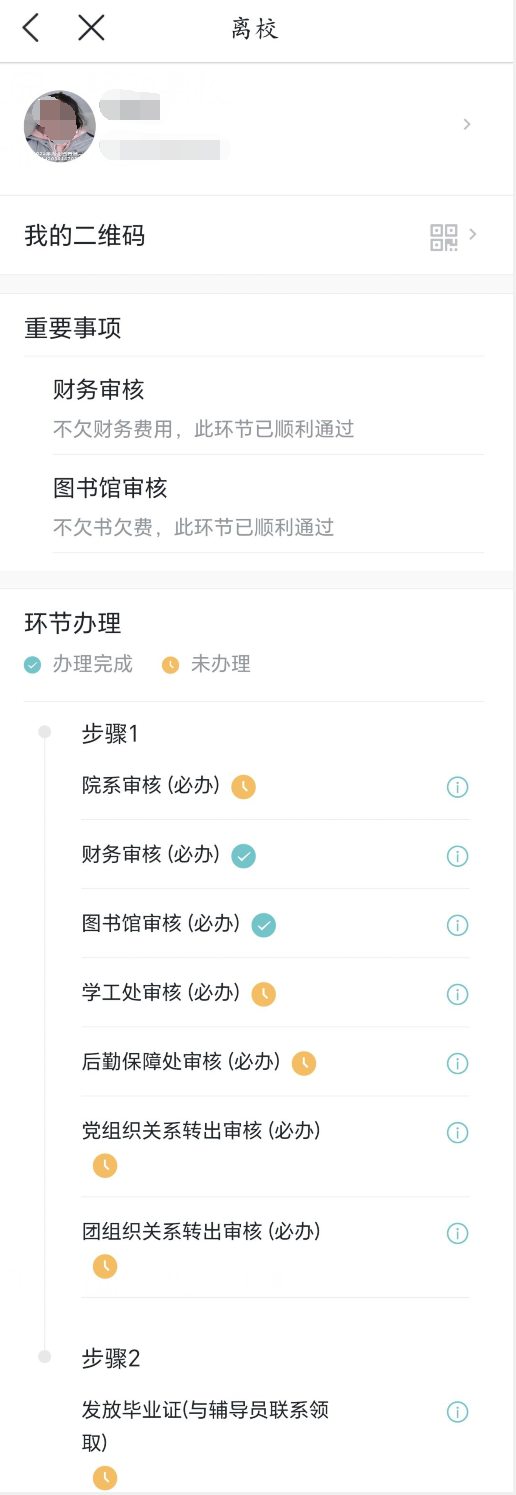 离校
我的二维码
重要事项
财务审核
不欠财务费用，此环节已顺利通过
图书馆审核
不欠书欠费，此环节已顺利通过
环节办理
办理完成 未办理
步骤1
院系审核 (必办)
财务审核 (必办)
图书馆审核 (必办)
学工处审核 (必办)
后勤保障处审核 (必办)
党组织关系转出审核 (必办)
团组织关系转出审核 (必办)
步骤2
发放毕业证(与辅导员联系领
取)